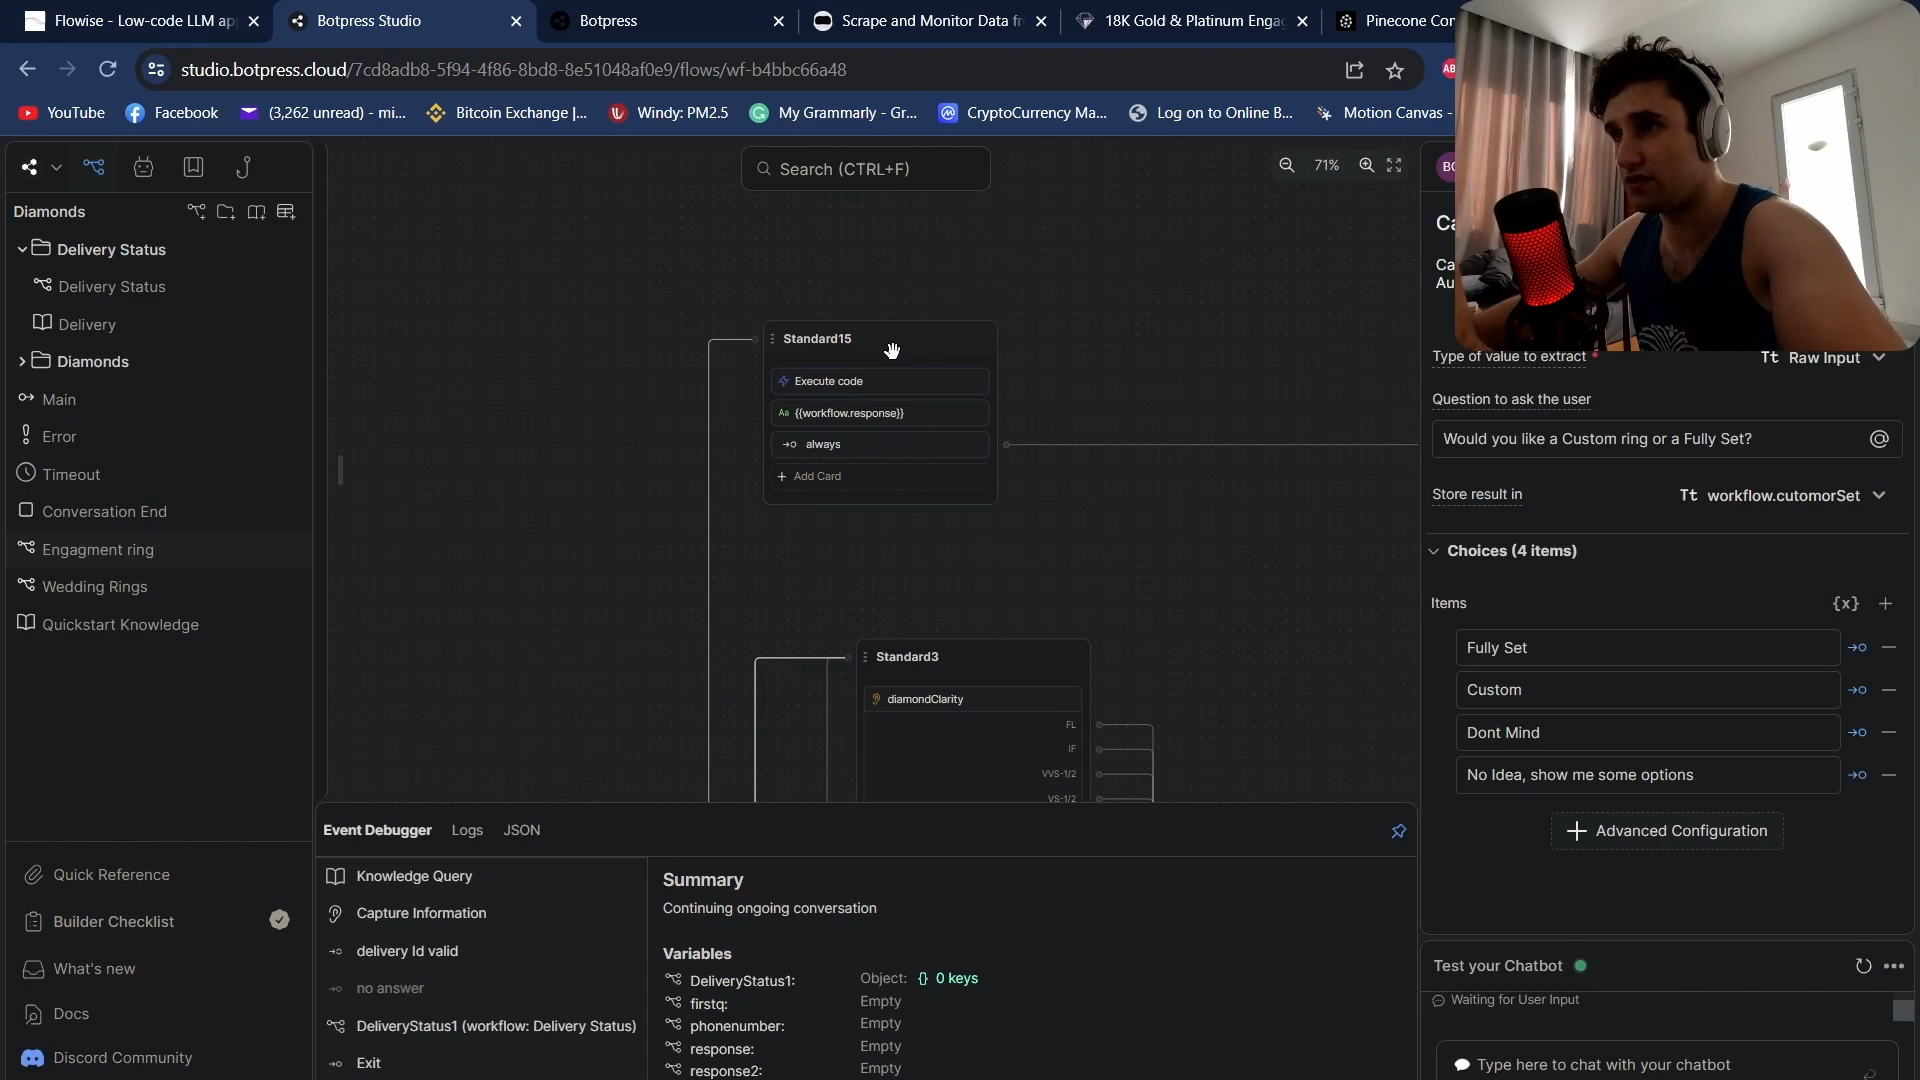 Flowise - Low-code LLM ap
Botpress Studio
Botpress
Scrape and Monitor Data fr
18K Gold & Platinum Engag
Pinecone Con
studio.botpress.cloud/7cd8adb8-5f94-4f86-8bd8-8e51048af0e9/flows/wf-b4bbc66a48
YouTube
Facebook
(3,262 unread) - mi...
Bitcoin Exchange |...
Windy: PM2.5
My Grammarly - Gr...
CryptoCurrency Ma...
Log on to Online B...
Motion Canvas -
Search (CTRL+F)
71%
Diamonds
Delivery Status
Delivery Status
Delivery
Diamonds
Main
Error
Timeout
Conversation End
Engagment ring
Wedding Rings
Quickstart Knowledge
Quick Reference
Builder Checklist
What's new
Docs
Discord Community
Standard15
Execute code
Aa {{workflow.response}}
always
+ Add Card
Standard3
diamondClarity
FL
IF
VVS-1/2
VS-1/2
Event Debugger
Logs
JSON
Knowledge Query
Capture Information
delivery Id valid
no answer
DeliveryStatus1 (workflow: Delivery Status)
Exit
Summary
Continuing ongoing conversation
Variables
DeliveryStatus1: Object: {} 0 keys
firstq: Empty
phonenumber: Empty
response: Empty
response2: Empty
Type of value to extract * Tt Raw Input
Question to ask the user
Would you like a Custom ring or a Fully Set?
Store result in Tt workflow.cutomorSet
Choices (4 items)
Items {x} +
Fully Set
Custom
Dont Mind
No Idea, show me some options
+ Advanced Configuration
Test your Chatbot
Waiting for User Input
Type here to chat with your chatbot